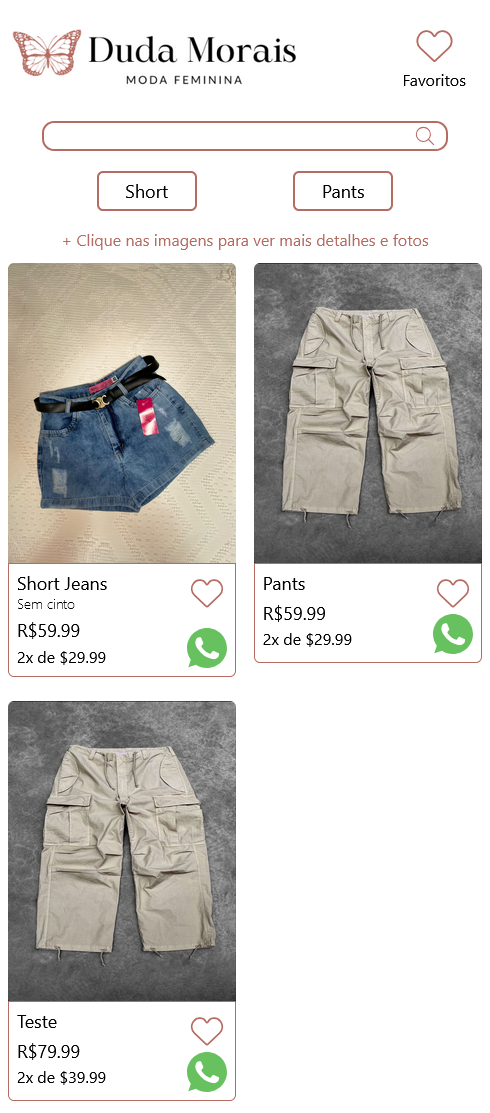 Duda Morais
MODA FEMININA
Favoritos
Short
Pants
+ Clique nas imagens para ver mais detalhes e fotos
Short Jeans
Sem cinto
R$59.99
2x de $29.99
Pants
R$59.99
2x de $29.99
Teste
R$79.99
2x de $39.99